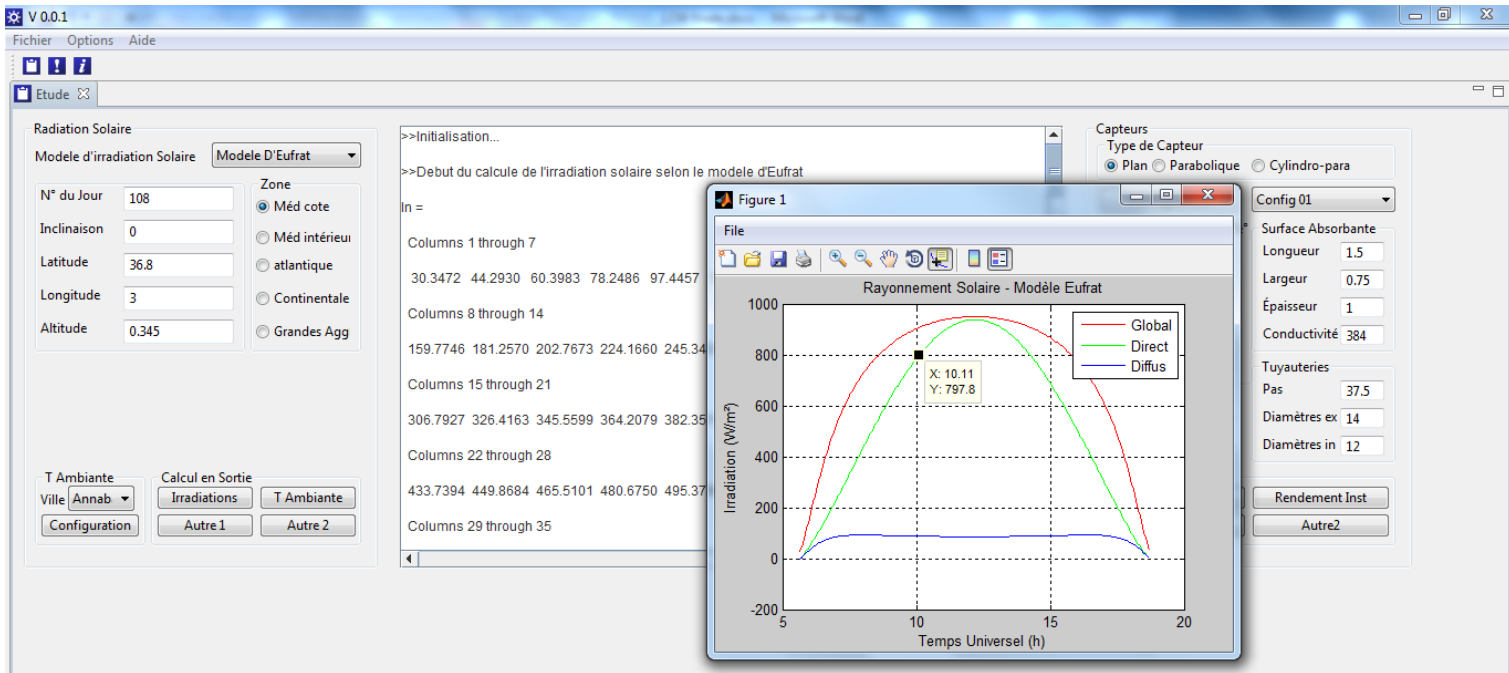 V 0.0.1
Fichier Options Aide
Etude
Radiation Solaire
Modele d'irradiation Solaire Modele D'Eufrat
N° du Jour 108
Inclinaison 0
Latitude 36.8
Longitude 3
Altitude 0.345
Zone
Méd cote
Méd intérieu
atlantique
Continentale
Grandes Agg
T Ambiante
Ville Annab
Configuration
Calcul en Sortie
Irradiations T Ambiante
Autre 1 Autre 2
>>Initialisation...
>>Debut du calcule de l'irradiation solaire selon le modele d'Eufrat
In =
Columns 1 through 7
30.3472 44.2930 60.3983 78.2486 97.4457
Columns 8 through 14
159.7746 181.2570 202.7673 224.1660 245.34
Columns 15 through 21
306.7927 326.4163 345.5599 364.2079 382.35
Columns 22 through 28
433.7394 449.8684 465.5101 480.6750 495.37
Columns 29 through 35
Figure 1
File
Rayonnement Solaire - Modèle Eufrat
Irradiation (W/m²)
1000
800
600
400
200
0
-200
5 10 15 20
Temps Universel (h)
Global
Direct
Diffus
X: 10.11
Y: 797.8
Capteurs
Type de Capteur
Plan Parabolique Cylindro-para
Config 01
Surface Absorbante
Longueur 1.5
Largeur 0.75
Épaisseur 1
Conductivité 384
Tuyauteries
Pas 37.5
Diamètres ex 14
Diamètres in 12
Rendement Inst
Autre2